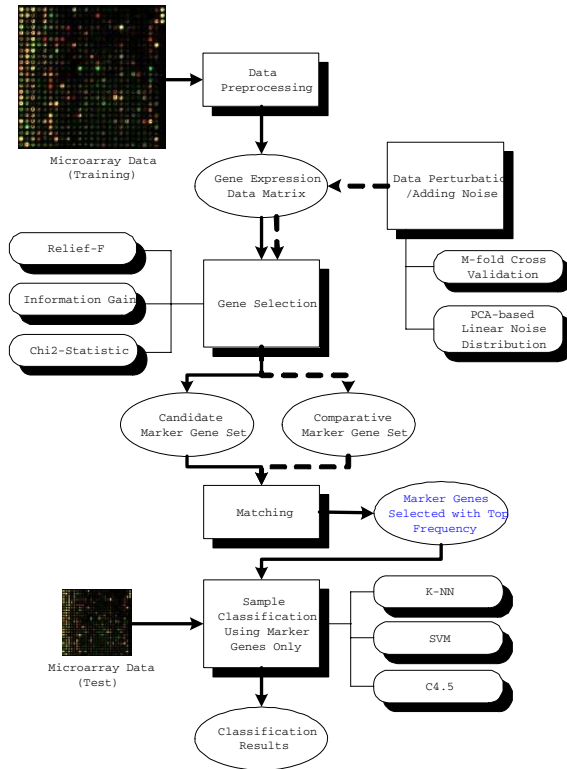 Data
Preprocessing
Microarray Data
(Training)
Gene Expression
Data Matrix
Data Perturbatio
/Adding Noise
Relief-F
Information Gain
Chi2-Statistic
Gene Selection
M-fold Cross
Validation
PCA-based
Linear Noise
Distribution
Candidate
Marker Gene Set
Comparative
Marker Gene Set
Matching
Marker Genes
Selected with Top
Frequency
Sample
Classification
Using Marker
Genes Only
K-NN
SVM
C4.5
Microarray Data
(Test)
Classification
Results